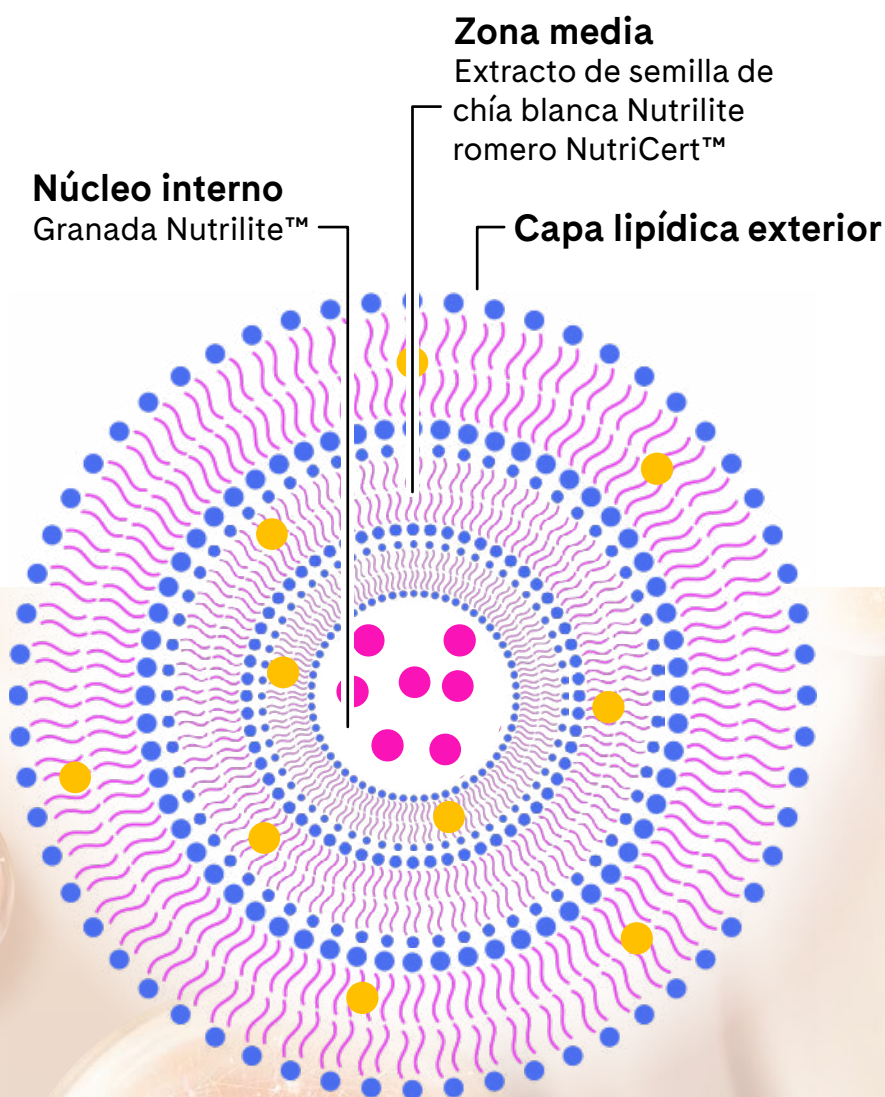 Zona media
Extracto de semilla de
chía blanca Nutrilite
romero NutriCert™
Núcleo interno
Granada Nutrilite™
Capa lipídica exterior